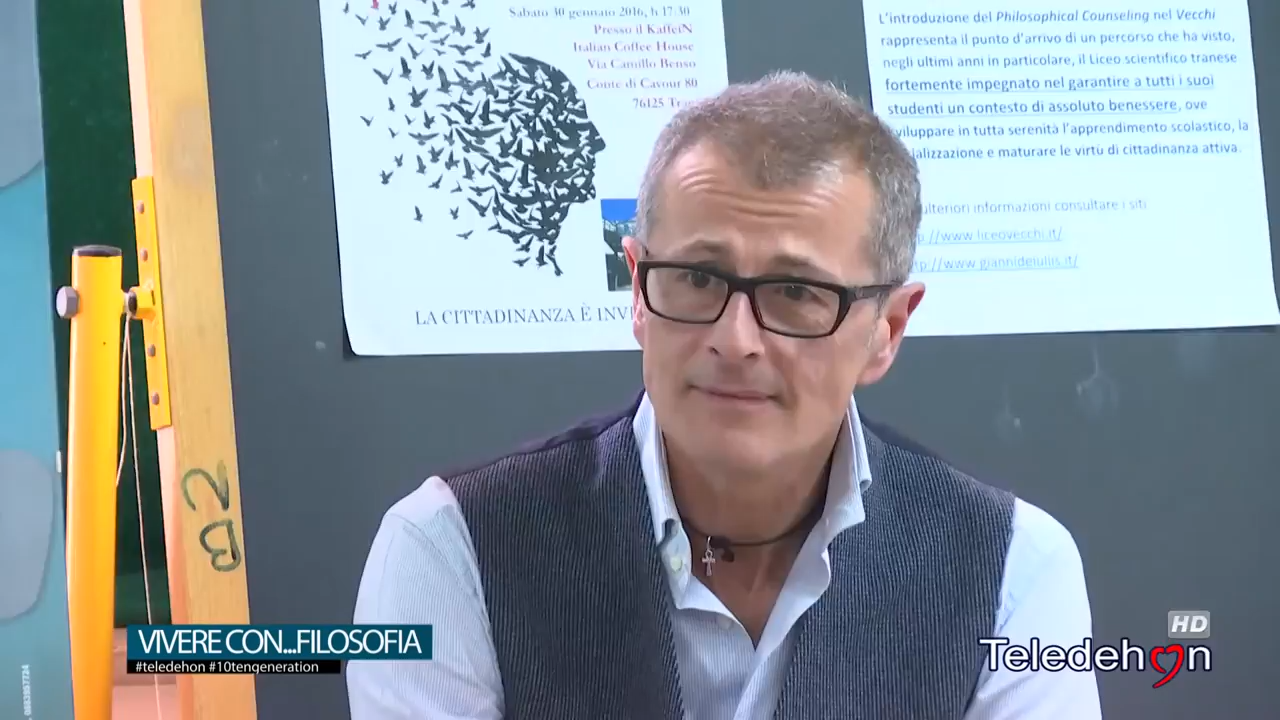 Sabato 30 gennaio 2016, h 17:30
Presso il KaffeiN
Italian Coffee House
Via Camillo Benso
Conte di Cavour 80
76125
LA CITTADINANZA È
L'introduzione del Philosophical Counseling nel Vecchi
rappresenta il punto d'arrivo di un percorso che ha visto,
negli ultimi anni in particolare, il Liceo scientifico tranese
fortemente impegnato nel garantire a tutti i suoi
studenti un contesto di assoluto benessere, ove
sviluppare in tutta serenità l'apprendimento scolastico, la
e maturare le virtù di cittadinanza attiva.
ulteriori informazioni consultare i siti
//www.liceovecchi.it/
//www.giannideiulis.it/
B2
VIVERE CON...FILOSOFIA
#teledehon #10tengeneration
HD
Teledehon